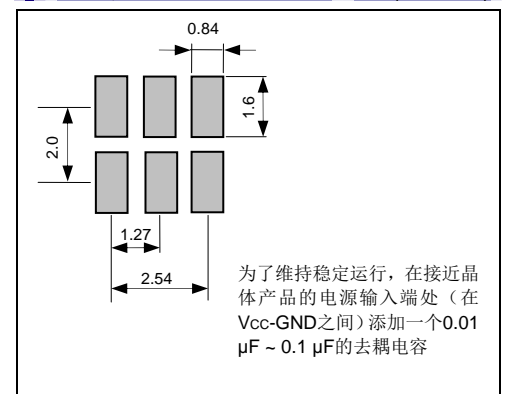 0.84
1.6
2.0
1.27
2.54
为了维持稳定运行，在接近晶
体产品的电源输入端处（在
Vcc-GND之间）添加一个0.01
µF ~ 0.1 µF的去耦电容